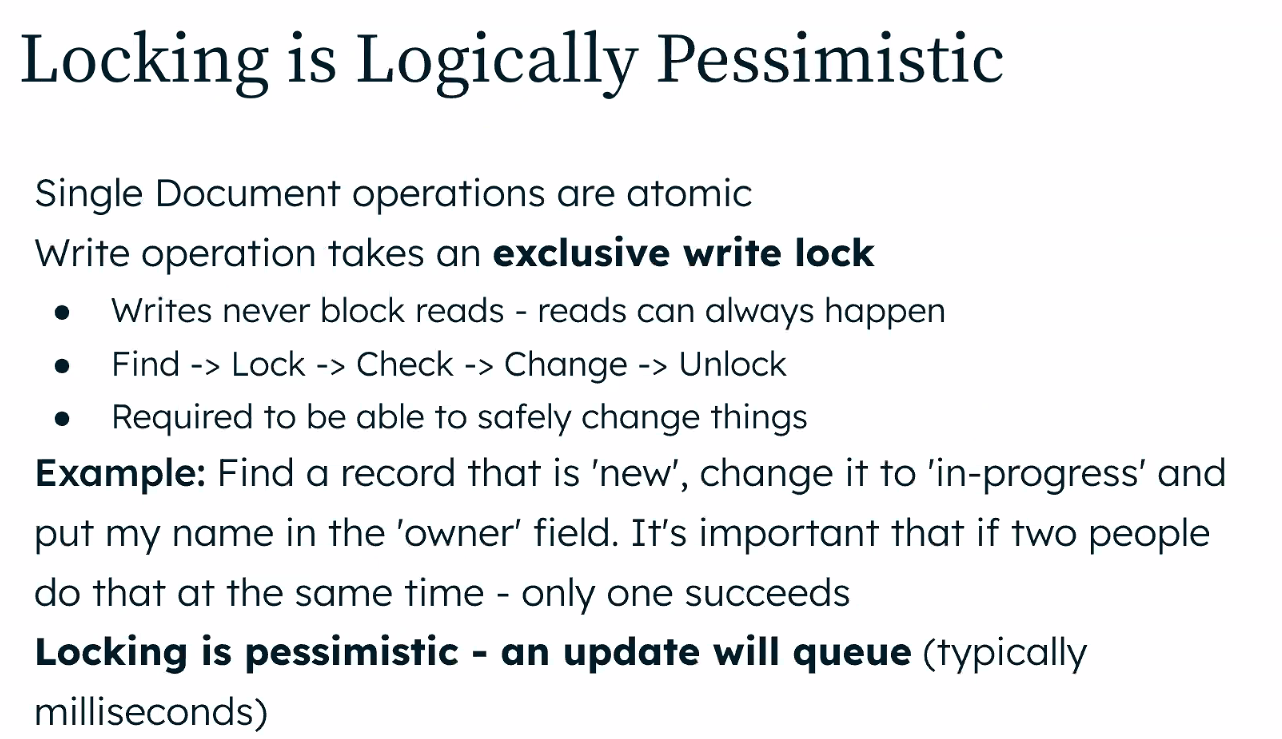 Locking is Logically Pessimistic
Single Document operations are atomic
Write operation takes an exclusive write lock
● Writes never block reads - reads can always happen
● Find -> Lock -> Check -> Change -> Unlock
● Required to be able to safely change things
Example: Find a record that is 'new', change it to 'in-progress' and
put my name in the 'owner' field. It's important that if two people
do that at the same time - only one succeeds
Locking is pessimistic - an update will queue (typically
milliseconds)